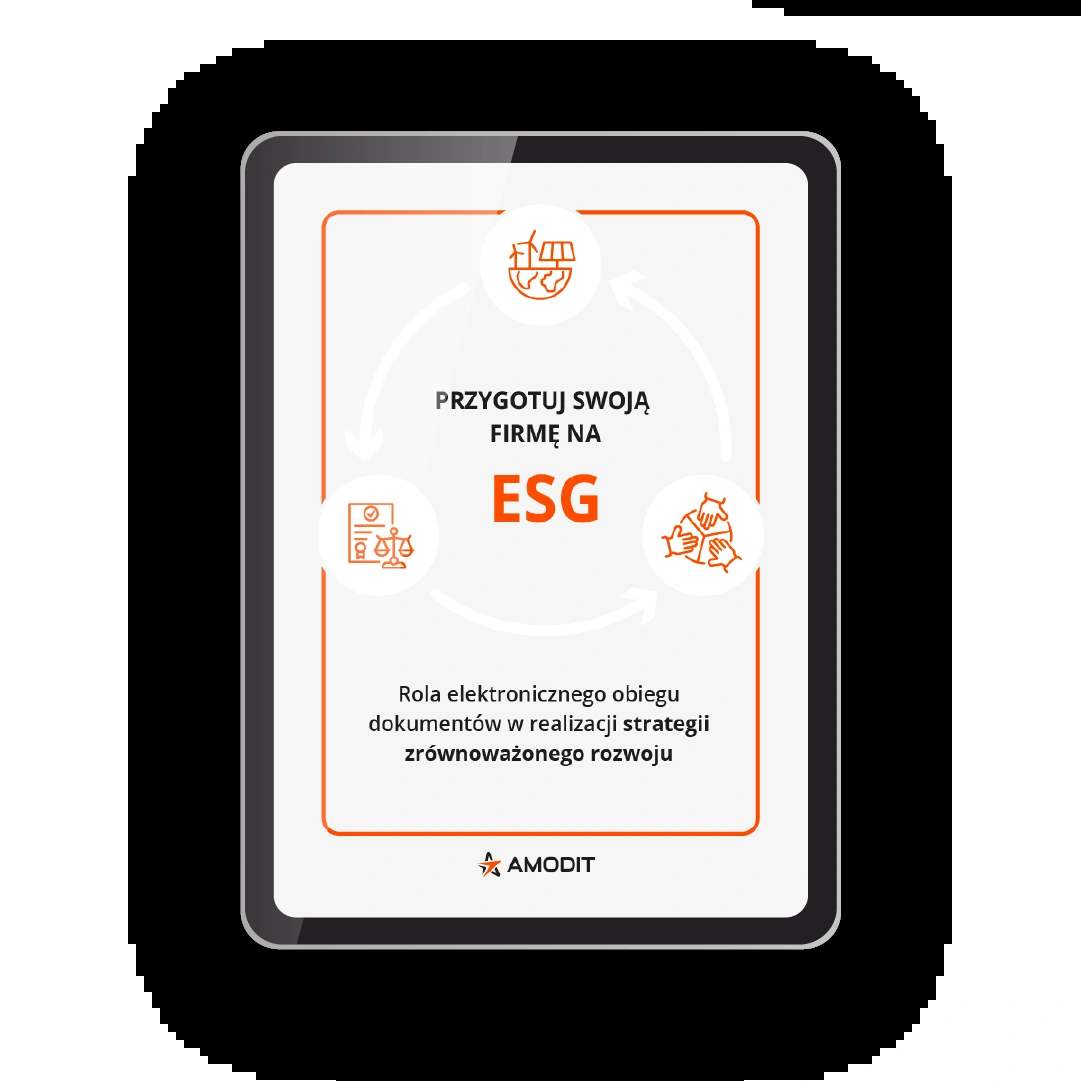 PRZYGOTUJ SWOJĄ
FIRMĘ NA
ESG
Rola elektronicznego obiegu
dokumentów w realizacji strategii
zrównoważonego rozwoju
AMODIT